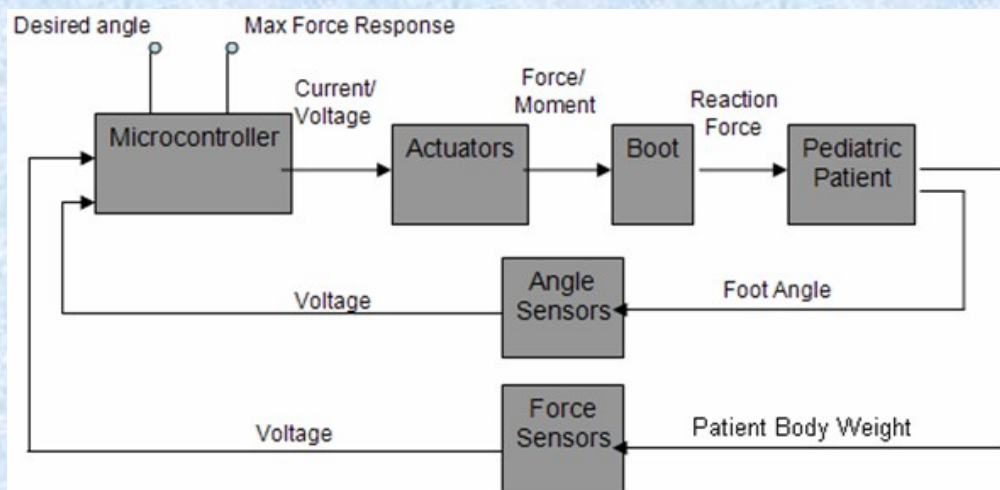 Desired angle
Max Force Response
Current/
Voltage
Force/
Moment
Reaction
Force
Microcontroller
Actuators
Boot
Pediatric
Patient
Angle
Sensors
Foot Angle
Voltage
Force
Sensors
Patient Body Weight
Voltage